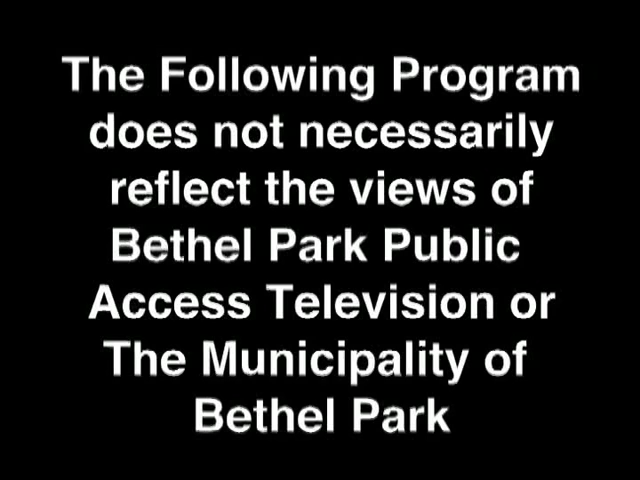 The Following Program
does not necessarily
reflect the views of
Bethel Park Public
Access Television or
The Municipality of
Bethel Park